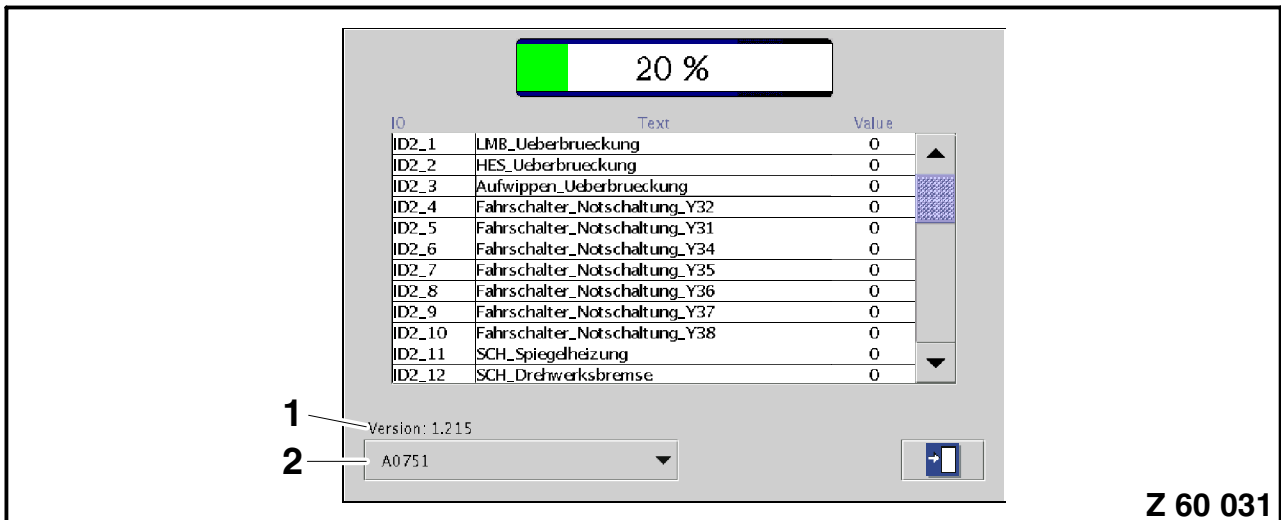 20 %
IO Text Value
ID2_1 LMB_Ueberbrueckung 0
ID2_2 HES_Ueberbrueckung 0
ID2_3 Aufwippen_Ueberbrueckung 0
ID2_4 Fahrschalter_Notschaltung_Y32 0
ID2_5 Fahrschalter_Notschaltung_Y31 0
ID2_6 Fahrschalter_Notschaltung_Y34 0
ID2_7 Fahrschalter_Notschaltung_Y35 0
ID2_8 Fahrschalter_Notschaltung_Y36 0
ID2_9 Fahrschalter_Notschaltung_Y37 0
ID2_10 Fahrschalter_Notschaltung_Y38 0
ID2_11 SCH_Spiegelheizung 0
ID2_12 SCH_Drehwerksbremse 0
1 Version: 1.215
2 A0751
Z 60 031